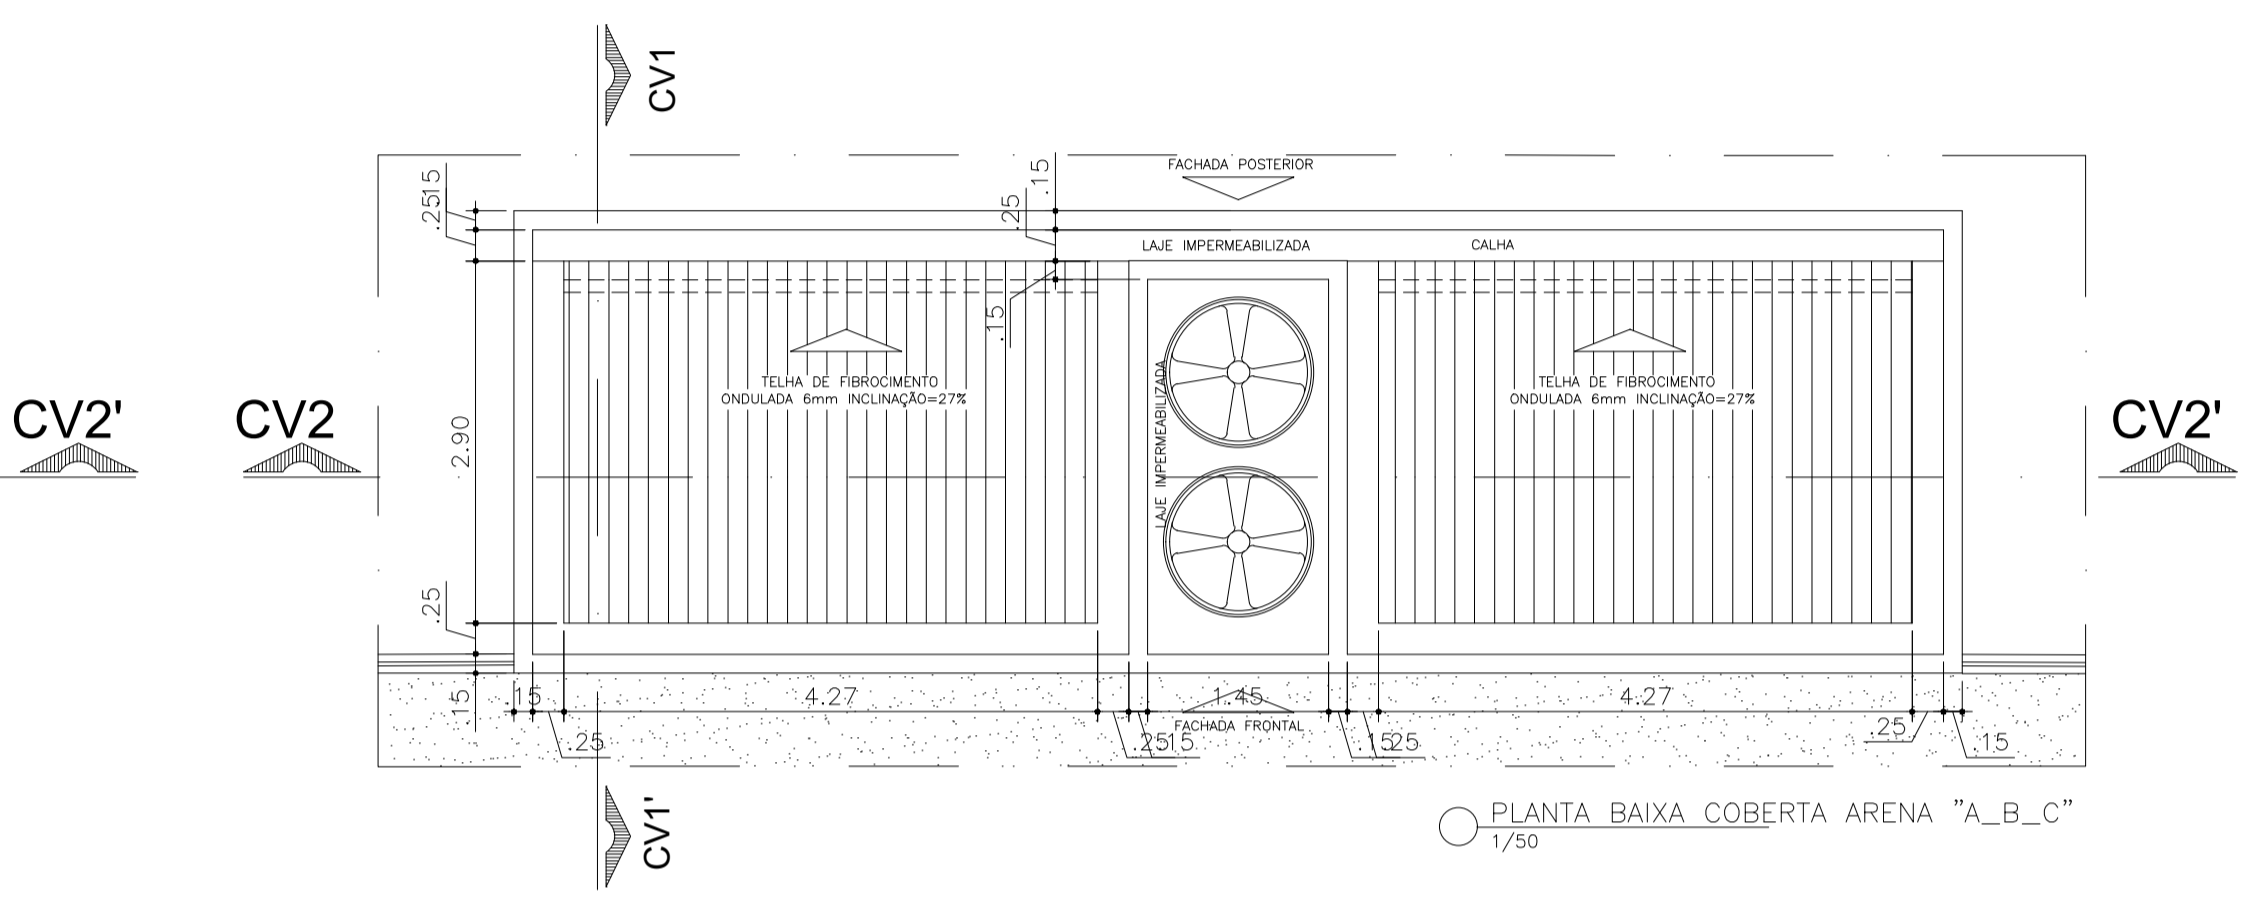 CV1
FACHADA POSTERIOR
.15
.25
.15
.25
LAJE IMPERMEABILIZADA
CALHA
.15
TELHA DE FIBROCIMENTO
ONDULADA 6mm INCLINAÇÃO=27%
LAJE IMPERMEABILIZADA
TELHA DE FIBROCIMENTO
ONDULADA 6mm INCLINAÇÃO=27%
CV2'
CV2
2.90
CV2'
.25
.15
.15
4.27
1.45
4.27
FACHADA FRONTAL
.25
.25
.15
.15
.25
.25
.15
CV1'
PLANTA BAIXA COBERTA ARENA "A_B_C"
1/50